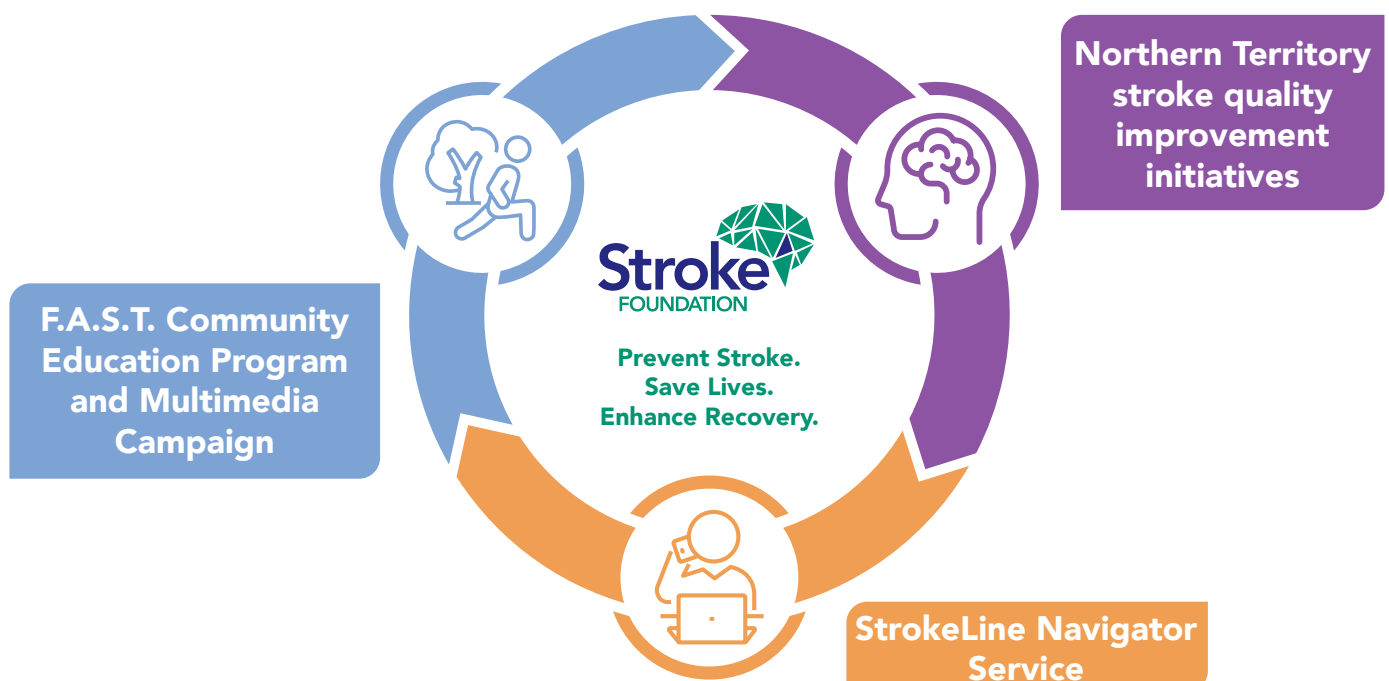 Northern Territory
stroke quality
improvement
initiatives
Stroke
FOUNDATION
Prevent Stroke.
Save Lives.
Enhance Recovery.
F.A.S.T. Community
Education Program
and Multimedia
Campaign
StrokeLine Navigator
Service